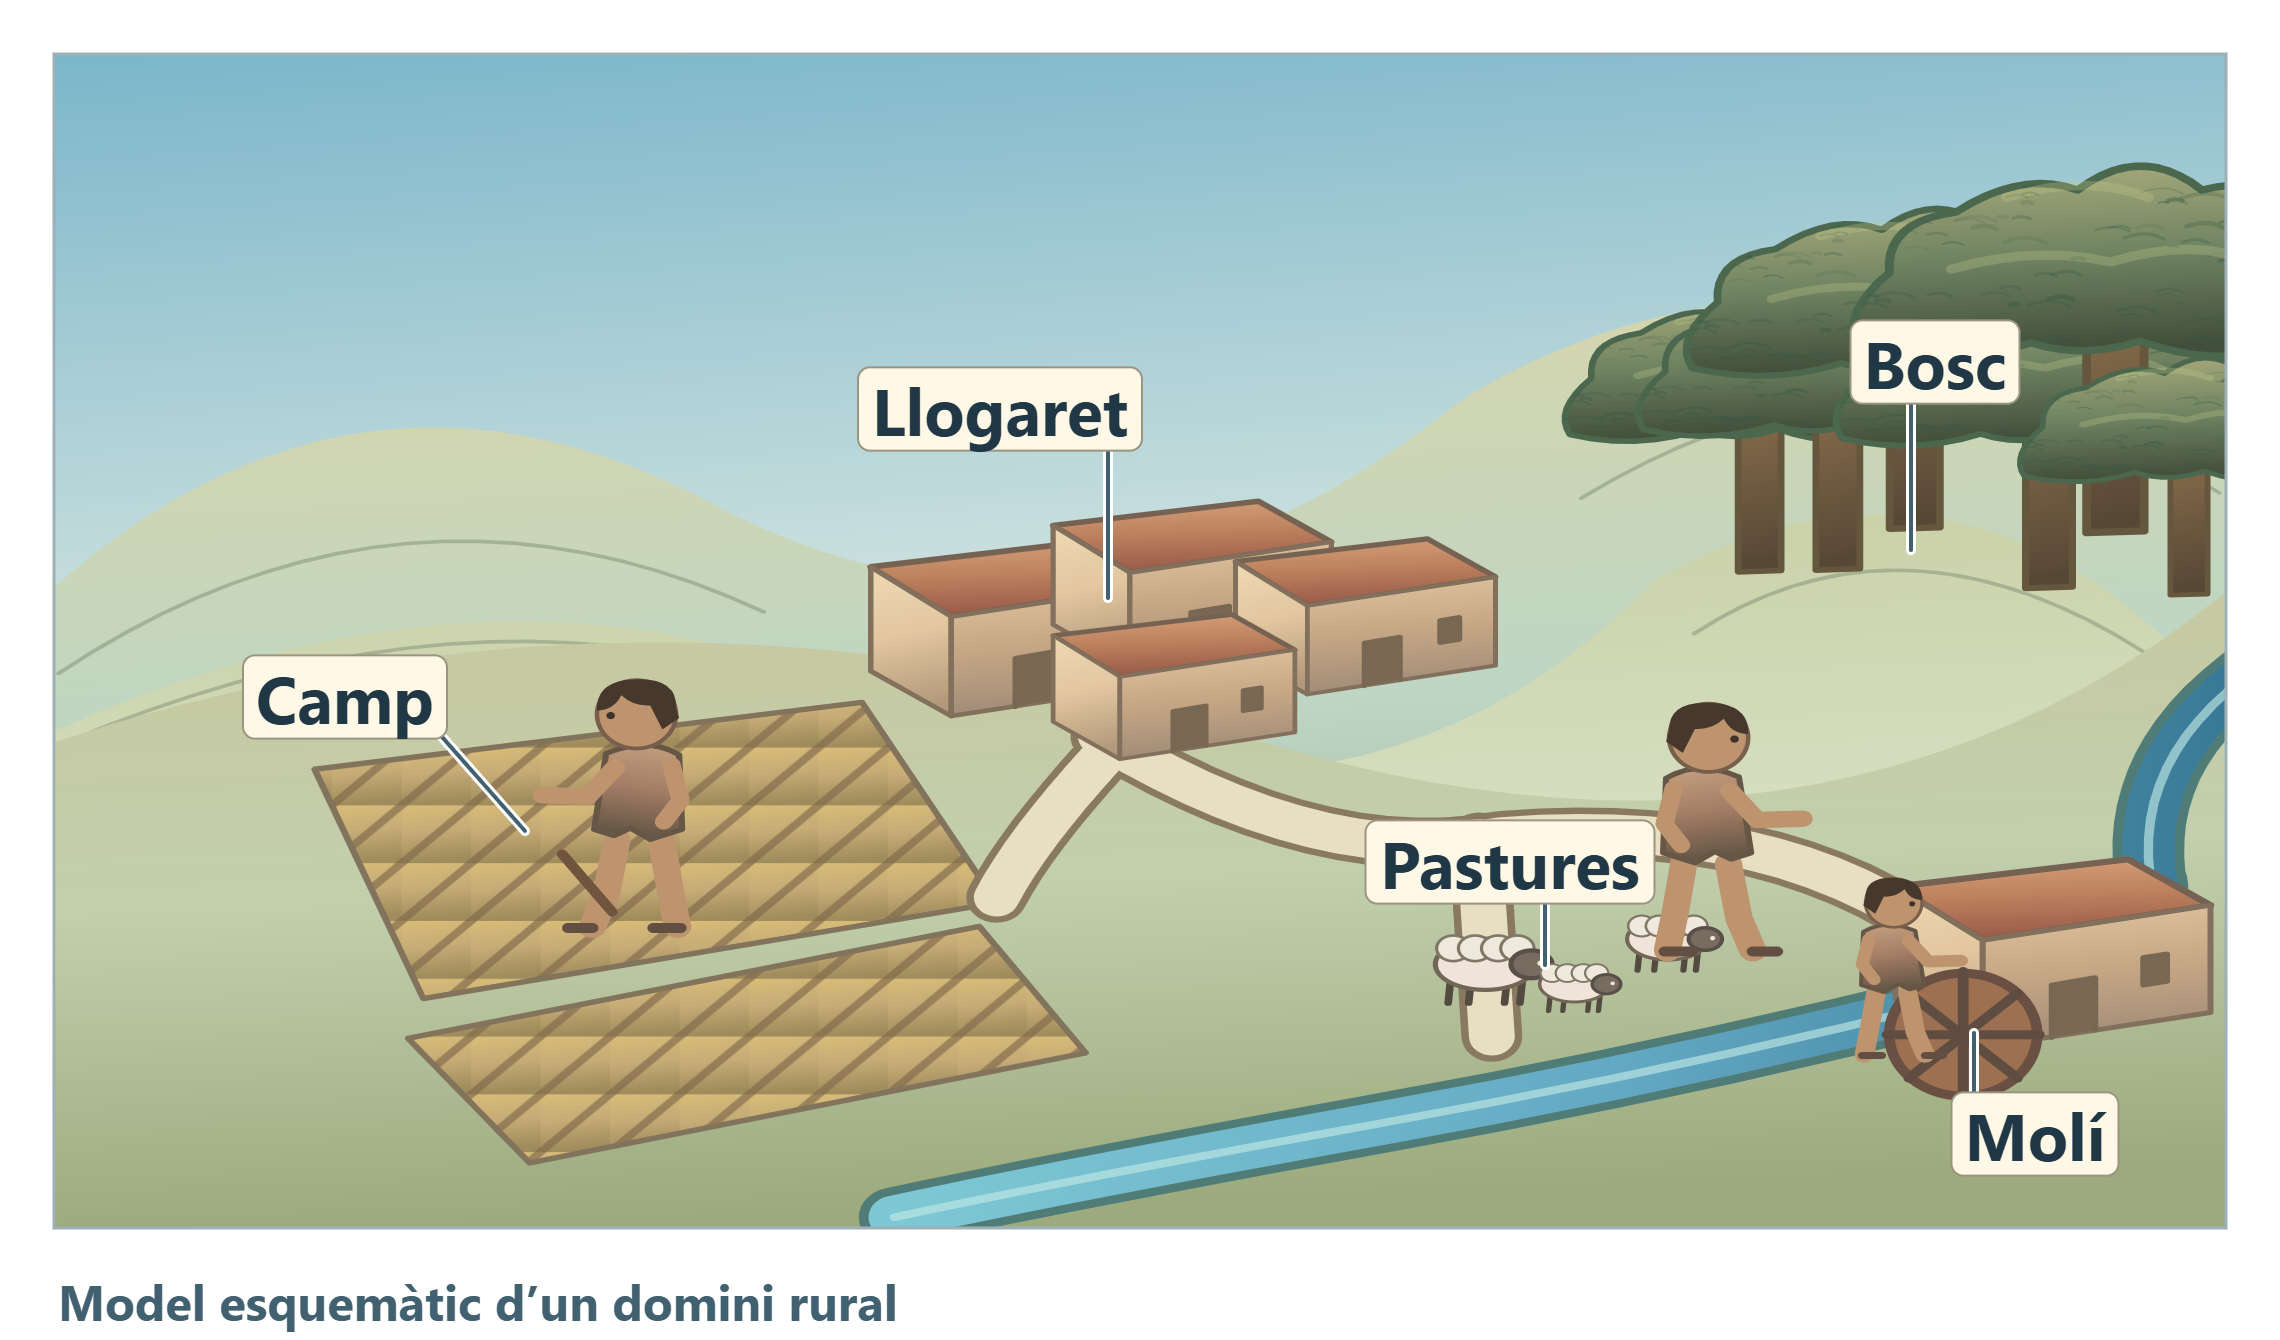 Bosc
Llogaret
Camp
Pastures
Molí
Model esquemàtic d’un domini rural